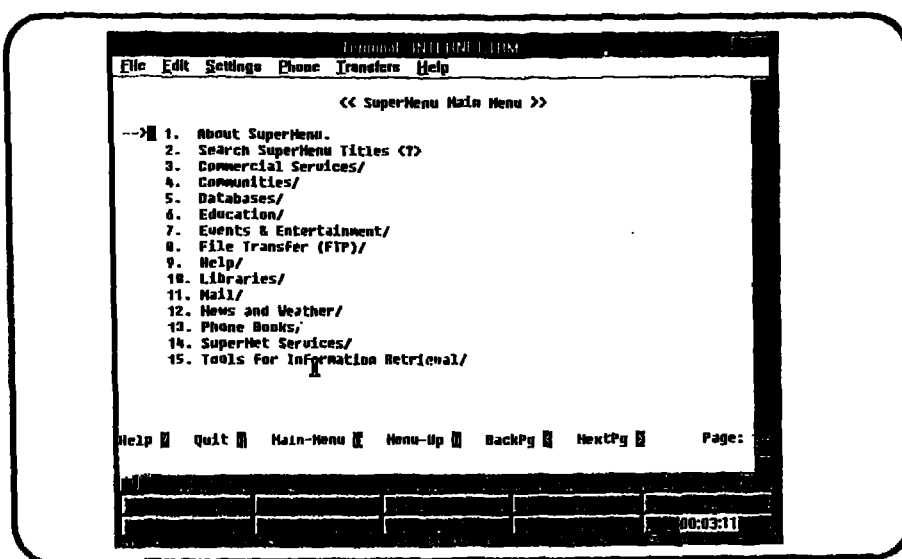 Terminal - INTERNET.TRM
File Edit Settings Phone Transfers Help
<< SuperMenu Main Menu >>
--> 1. About SuperMenu.
2. Search SuperMenu Titles <?>
3. Commercial Services/
4. Communities/
5. Databases/
6. Education/
7. Events & Entertainment/
8. File Transfer (FTP)/
9. Help/
10. Libraries/
11. Mail/
12. News and Weather/
13. Phone Books/
14. SuperNet Services/
15. Tools for Information Retrieval/
Help Quit Main-Menu Menu-Up BackPg NextPg Page:
00:03:11